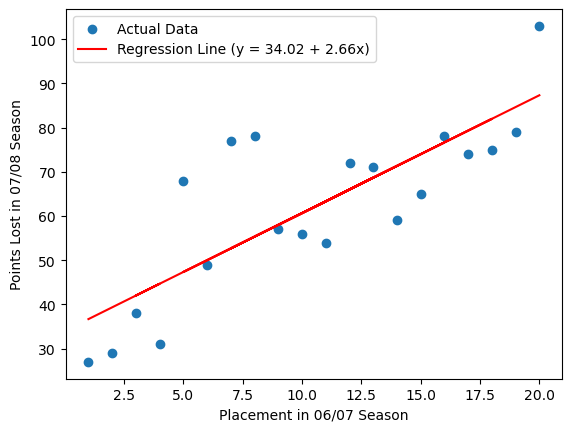 Actual Data
Regression Line (y = 34.02 + 2.66x)
100
90
80
70
60
50
40
30
Points Lost in 07/08 Season
2.5 5.0 7.5 10.0 12.5 15.0 17.5 20.0
Placement in 06/07 Season